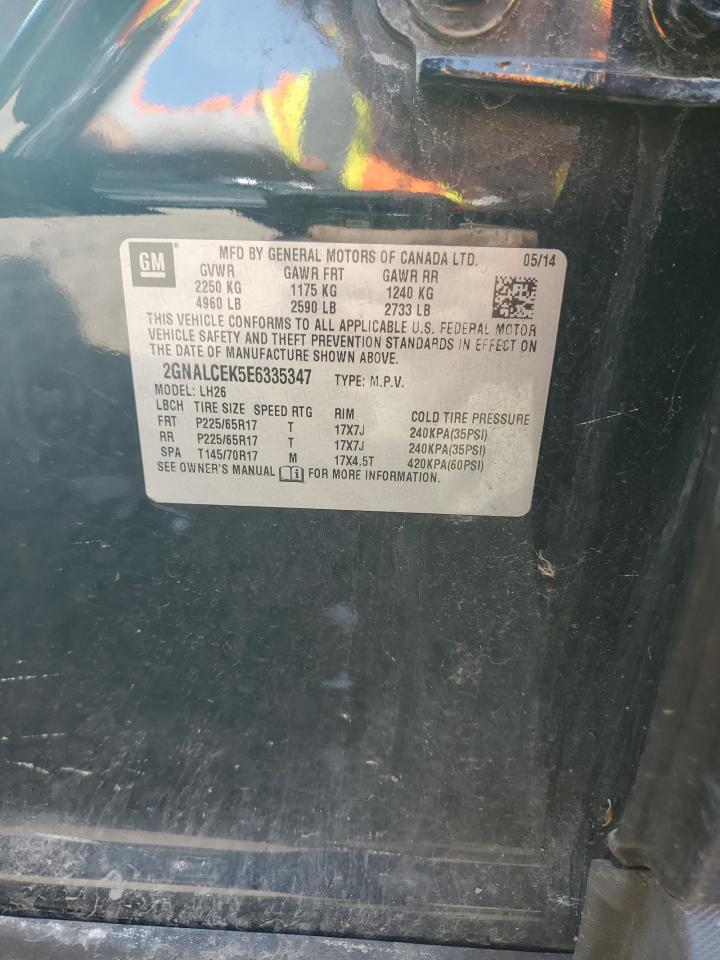 GM MFD BY GENERAL MOTORS OF CANADA LTD. 05/14
GVWR GAWR FRT GAWR RR
2250 KG 1175 KG 1240 KG
4960 LB 2590 LB 2733 LB
THIS VEHICLE CONFORMS TO ALL APPLICABLE U.S. FEDERAL MOTOR
VEHICLE SAFETY AND THEFT PREVENTION STANDARDS IN EFFECT ON
THE DATE OF MANUFACTURE SHOWN ABOVE.
2GNALCEK5E6335347 TYPE: M.P.V.
MODEL: LH26
LBCH TIRE SIZE SPEED RTG RIM COLD TIRE PRESSURE
FRT P225/65R17 T 17X7J 240KPA(35PSI)
RR P225/65R17 T 17X7J 240KPA(35PSI)
SPA T145/70R17 M 17X4.5T 420KPA(60PSI)
SEE OWNER'S MANUAL i FOR MORE INFORMATION.